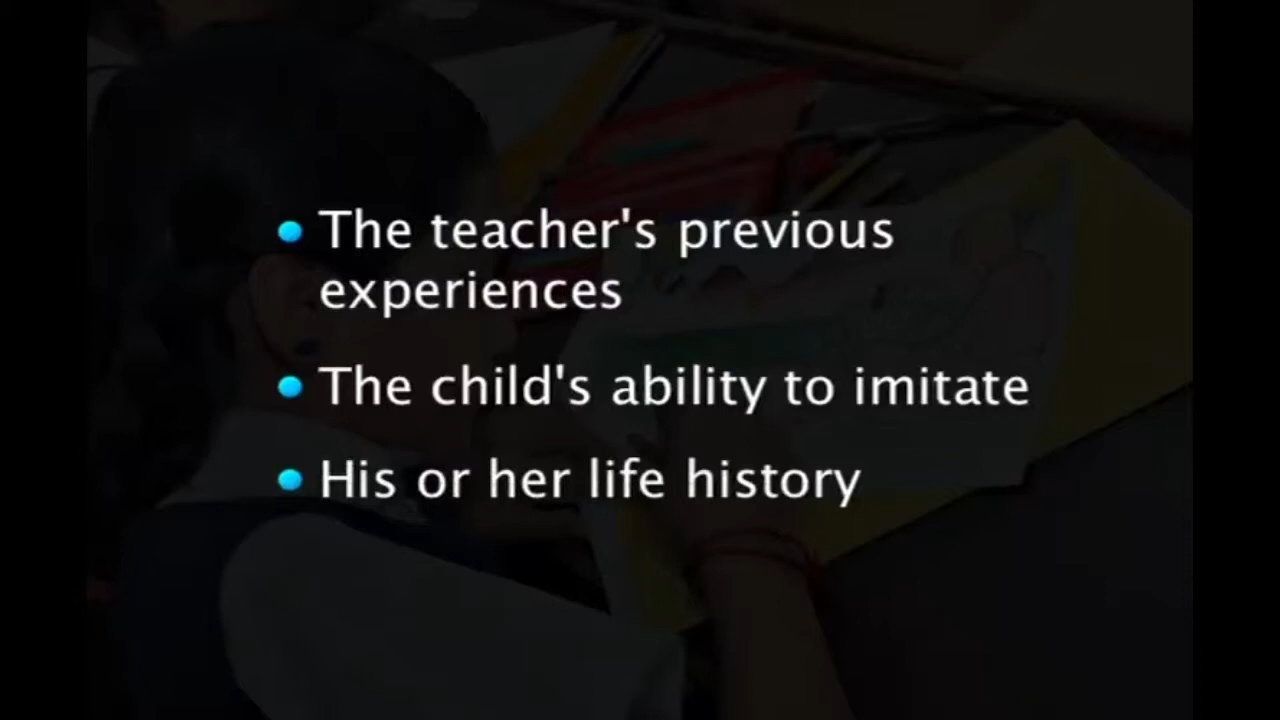 The teacher's previous
experiences
The child's ability to imitate
His or her life history